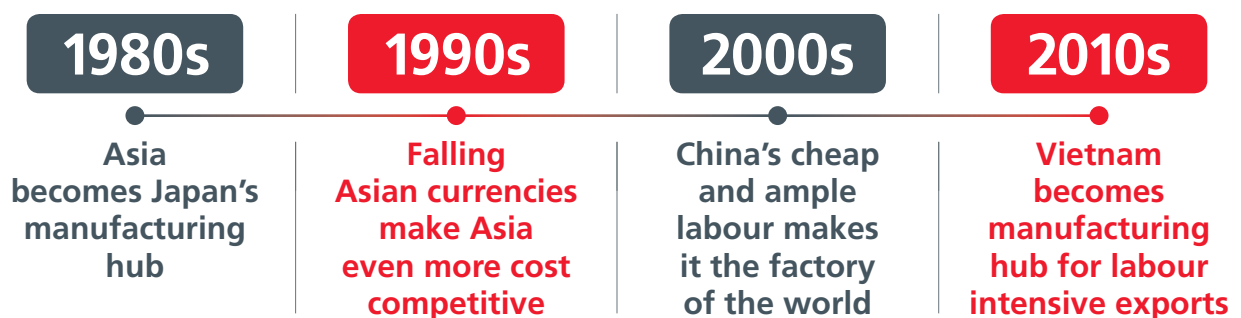 1980s
Asia
becomes Japan’s
manufacturing
hub
1990s
Falling
Asian currencies
make Asia
even more cost
competitive
2000s
China’s cheap
and ample
labour makes
it the factory
of the world
2010s
Vietnam
becomes
manufacturing
hub for labour
intensive exports